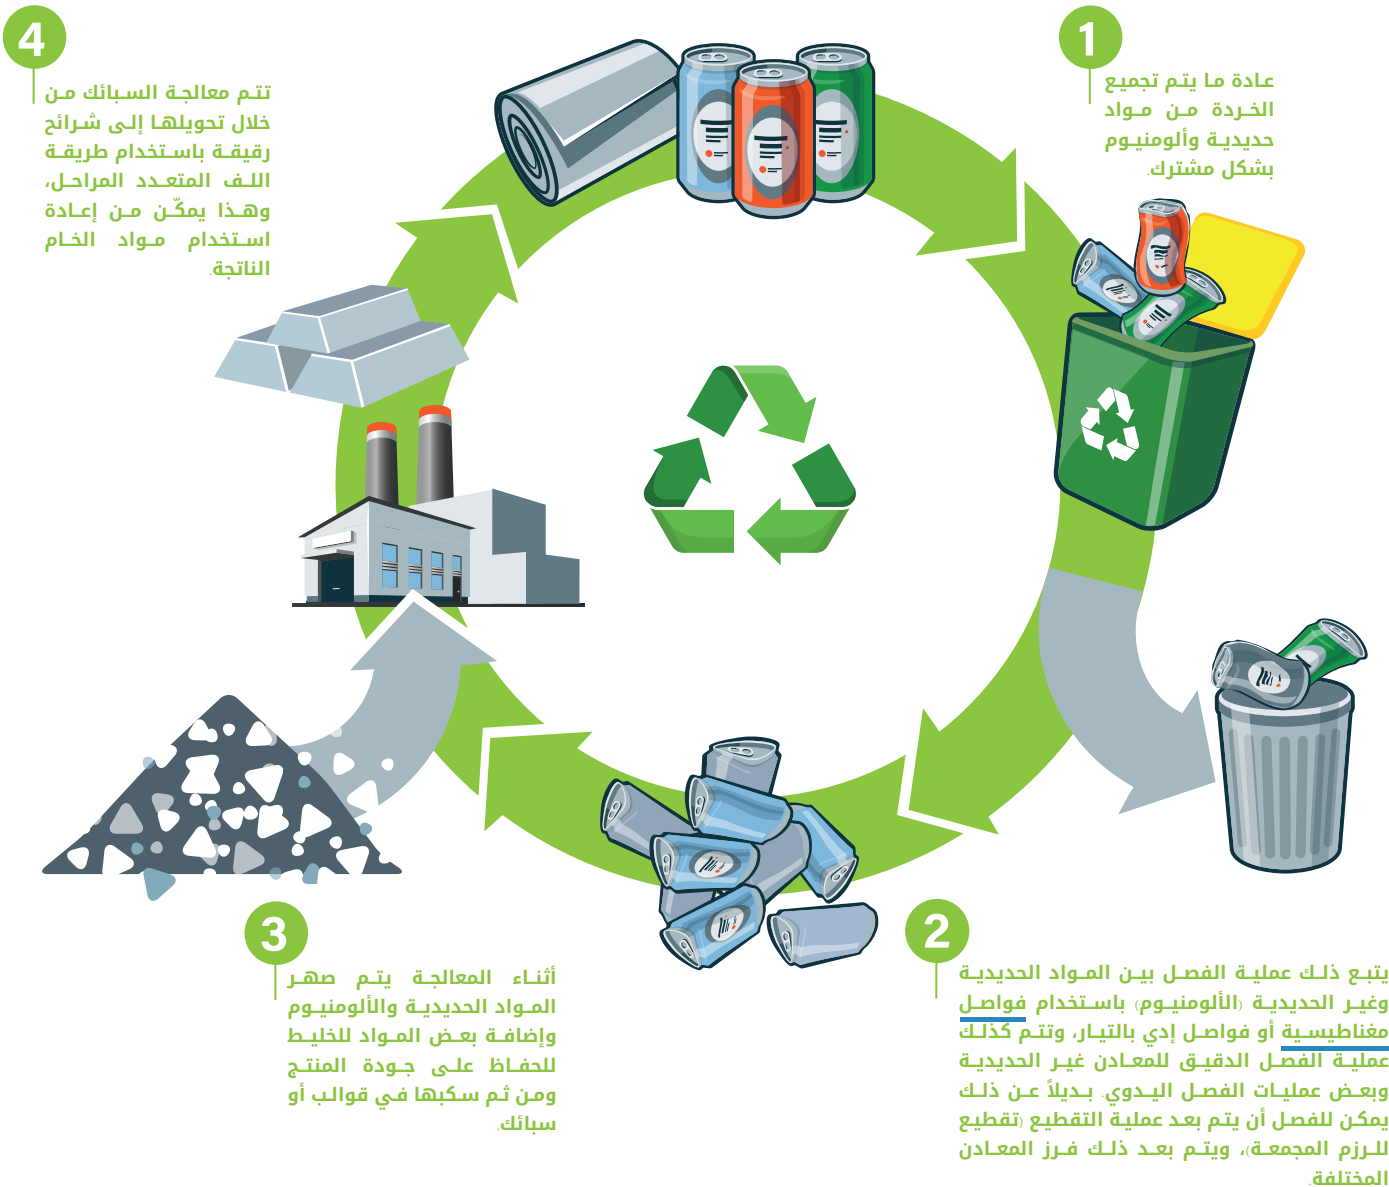 1
عادة ما يتم تجميع
الخردة من مواد
حديدية وألومنيوم
بشكل مشترك.
2
يتبع ذلك عملية الفصل بين المواد الحديدية
وغير الحديدية (الألومنيوم) باستخدام فواصل
مغناطيسية أو فواصل إدي بالتيار، وتتم كذلك
عملية الفصل الدقيق للمعادن غير الحديدية
وبعض عمليات الفصل اليدوي. بديلاً عن ذلك
يمكن للفصل أن يتم بعد عملية التقطيع (تقطيع
للرزم المجمعة)، ويتم بعد ذلك فرز المعادن
المختلفة.
3
أثناء المعالجة يتم صهر
المواد الحديدية والألومنيوم
وإضافة بعض المواد للخليط
للحفاظ على جودة المنتج
ومن ثم سكبها في قوالب أو
سبائك.
4
تتم معالجة السبائك من
خلال تحويلها إلى شرائح
رقيقة باستخدام طريقة
اللف المتعدد المراحل،
وهذا يمكّن من إعادة
استخدام مواد الخام
الناتجة.